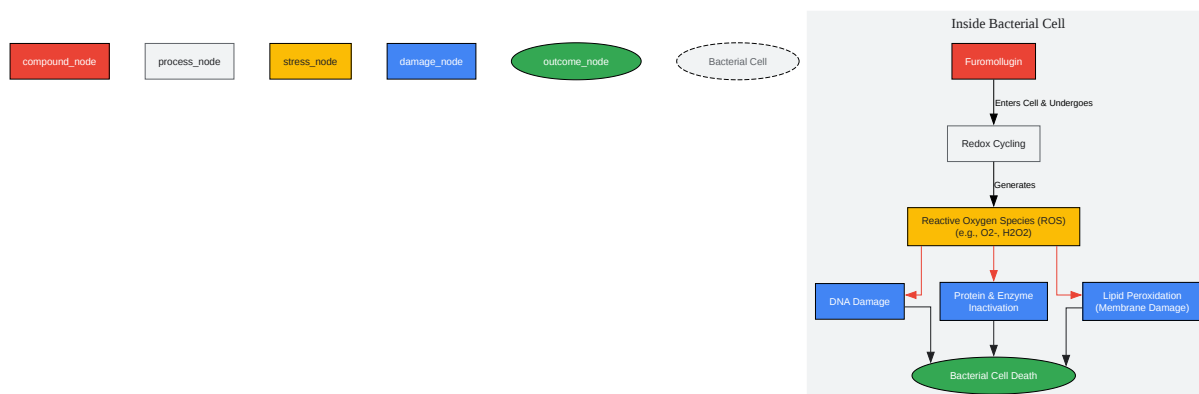 Inside Bacterial Cell
compound_node
process_node
stress_node
damage_node
outcome_node
Bacterial Cell
Furomollugin
Enters Cell & Undergoes
Redox Cycling
Generates
Reactive Oxygen Species (ROS)
(e.g., O2-, H2O2)
DNA Damage
Protein & Enzyme
Inactivation
Lipid Peroxidation
(Membrane Damage)
Bacterial Cell Death